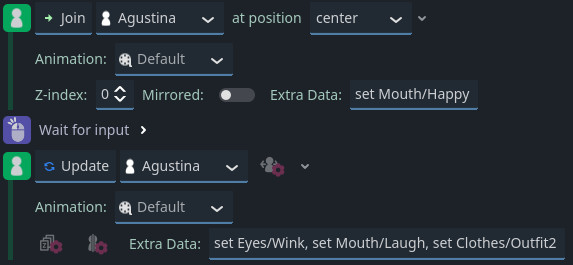 Join Agustina at position center
Animation: Default
Z-index: 0 Mirrored: Extra Data: set Mouth/Happy
Wait for input
Update Agustina
Animation: Default
Extra Data: set Eyes/Wink, set Mouth/Laugh, set Clothes/Outfit2